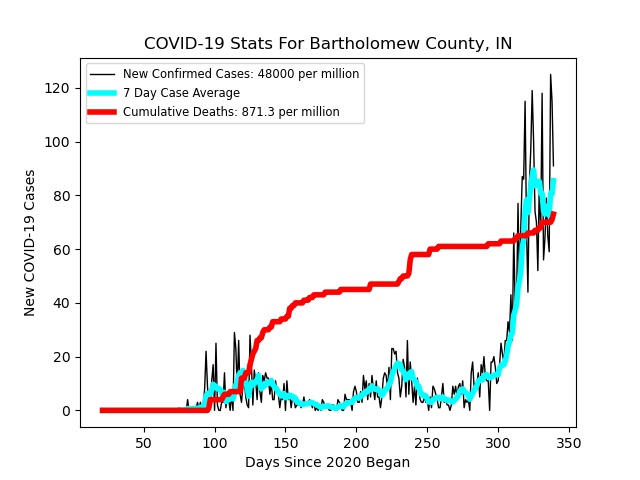 COVID-19 Stats For Bartholomew County, IN
New Confirmed Cases: 48000 per million
7 Day Case Average
Cumulative Deaths: 871.3 per million
New COVID-19 Cases
120
100
80
60
40
20
0
50 100 150 200 250 300 350
Days Since 2020 Began